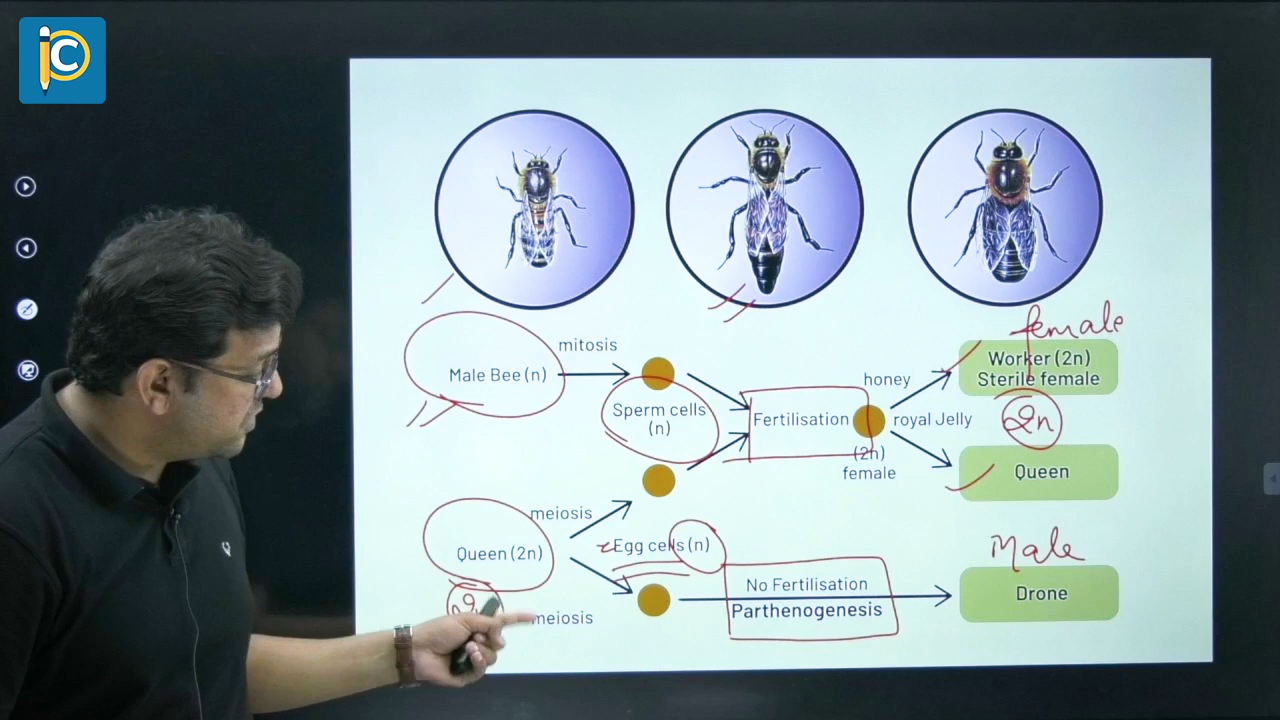 female
mitosis
Male Bee (n)
Sperm cells
(n)
Fertilisation
honey
royal Jelly
(2n)
female
Worker (2n)
Sterile female
2n
Queen
meiosis
Queen (2n)
Egg cells (n)
meiosis
No Fertilisation
Parthenogenesis
Male
Drone